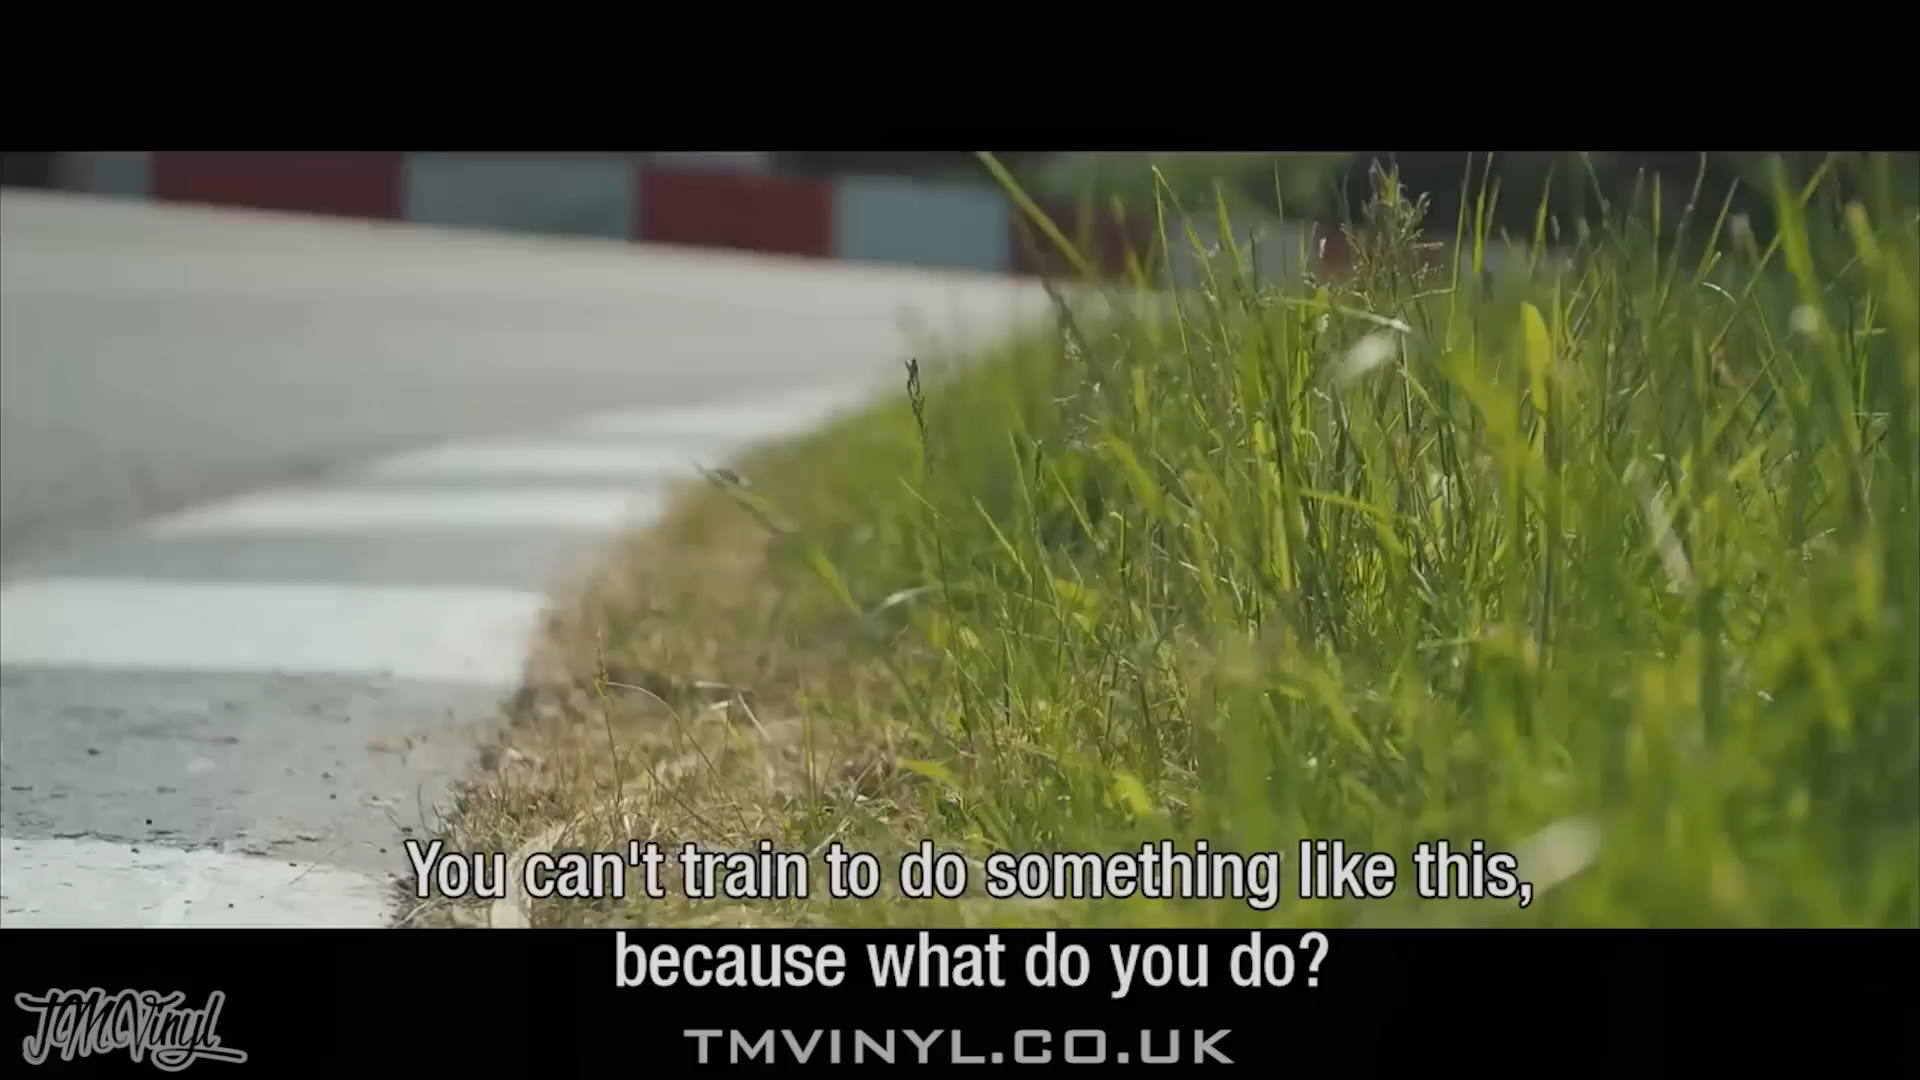 You can't train to do something like this,
because what do you do?
TMVinyl
TMVINYL.CO.UK